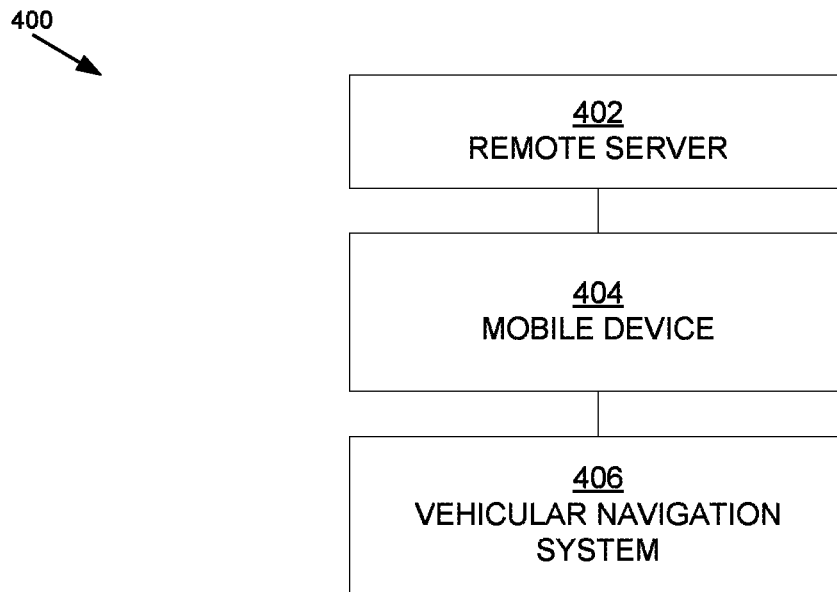 400
402
REMOTE SERVER
404
MOBILE DEVICE
406
VEHICULAR NAVIGATION
SYSTEM